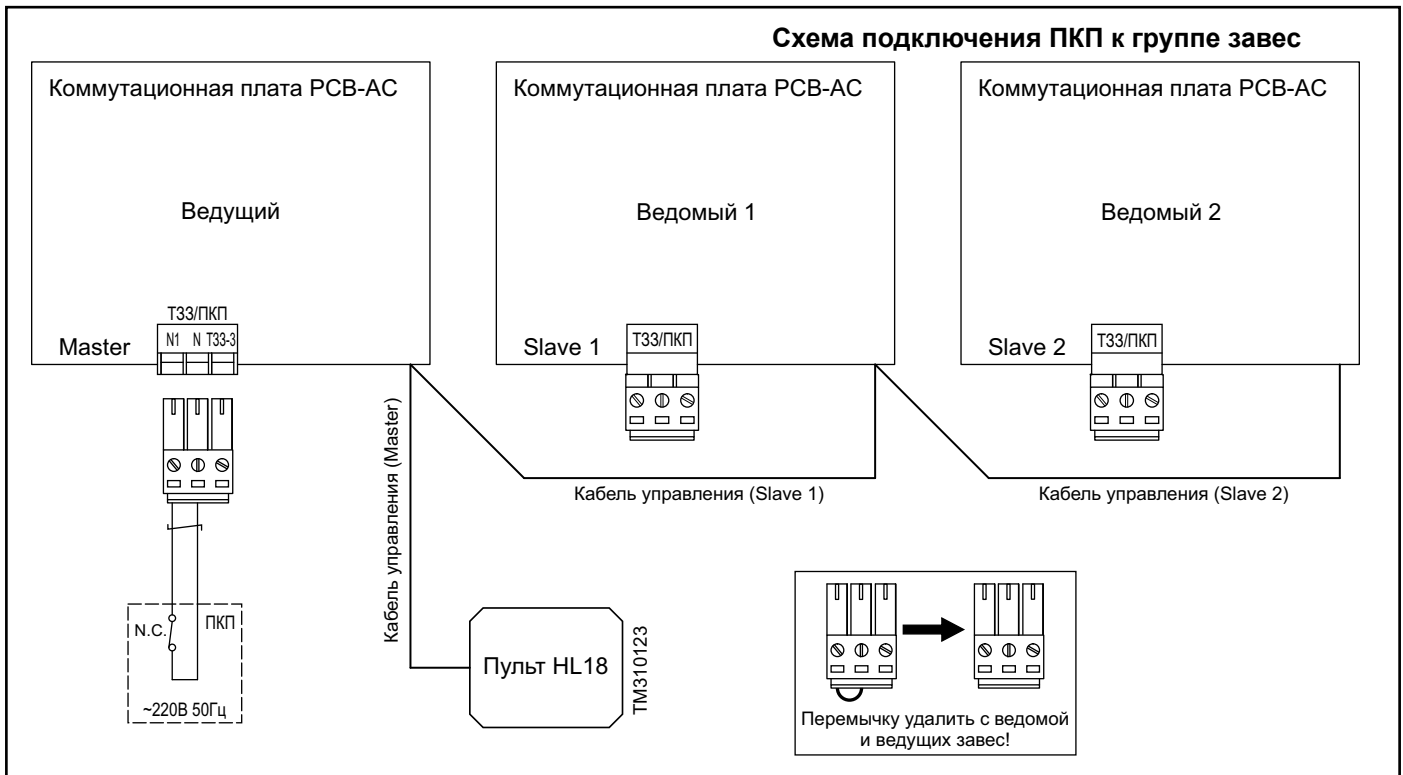 Схема подключения ПКП к группе завес
Коммутационная плата PCB-AC
Ведущий
ТЗЗ/ПКП
N1 N ТЗЗ-3
Master
Коммутационная плата PCB-AC
Ведомый 1
Slave 1
ТЗЗ/ПКП
Коммутационная плата PCB-AC
Ведомый 2
Slave 2
ТЗЗ/ПКП
Кабель управления (Master)
Кабель управления (Slave 1)
Кабель управления (Slave 2)
N.C.
ПКП
~220В 50Гц
Пульт HL18
TM310123
Перемычку удалить с ведомой
и ведущих завес!